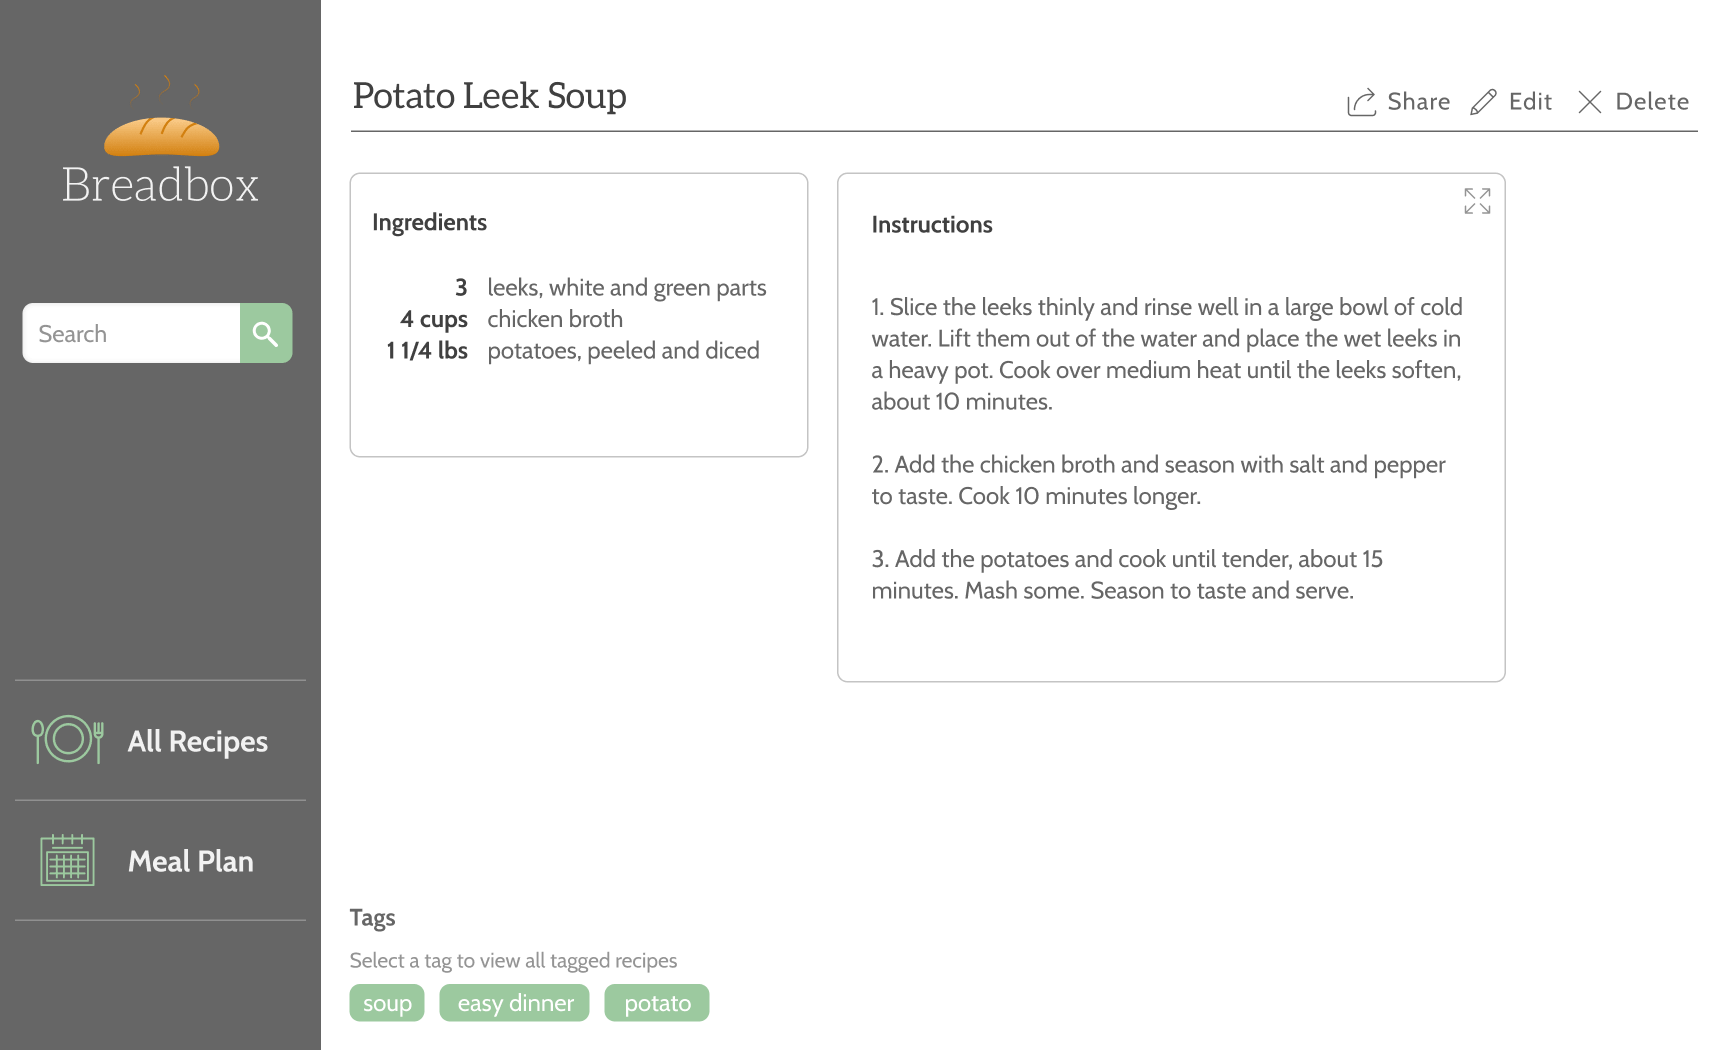 Breadbox
Search
All Recipes
Meal Plan
Potato Leek Soup
Share Edit Delete
Ingredients
3 leeks, white and green parts
4 cups chicken broth
1 1/4 lbs potatoes, peeled and diced
Instructions
1. Slice the leeks thinly and rinse well in a large bowl of cold
water. Lift them out of the water and place the wet leeks in
a heavy pot. Cook over medium heat until the leeks soften,
about 10 minutes.
2. Add the chicken broth and season with salt and pepper
to taste. Cook 10 minutes longer.
3. Add the potatoes and cook until tender, about 15
minutes. Mash some. Season to taste and serve.
Tags
Select a tag to view all tagged recipes
soup easy dinner potato